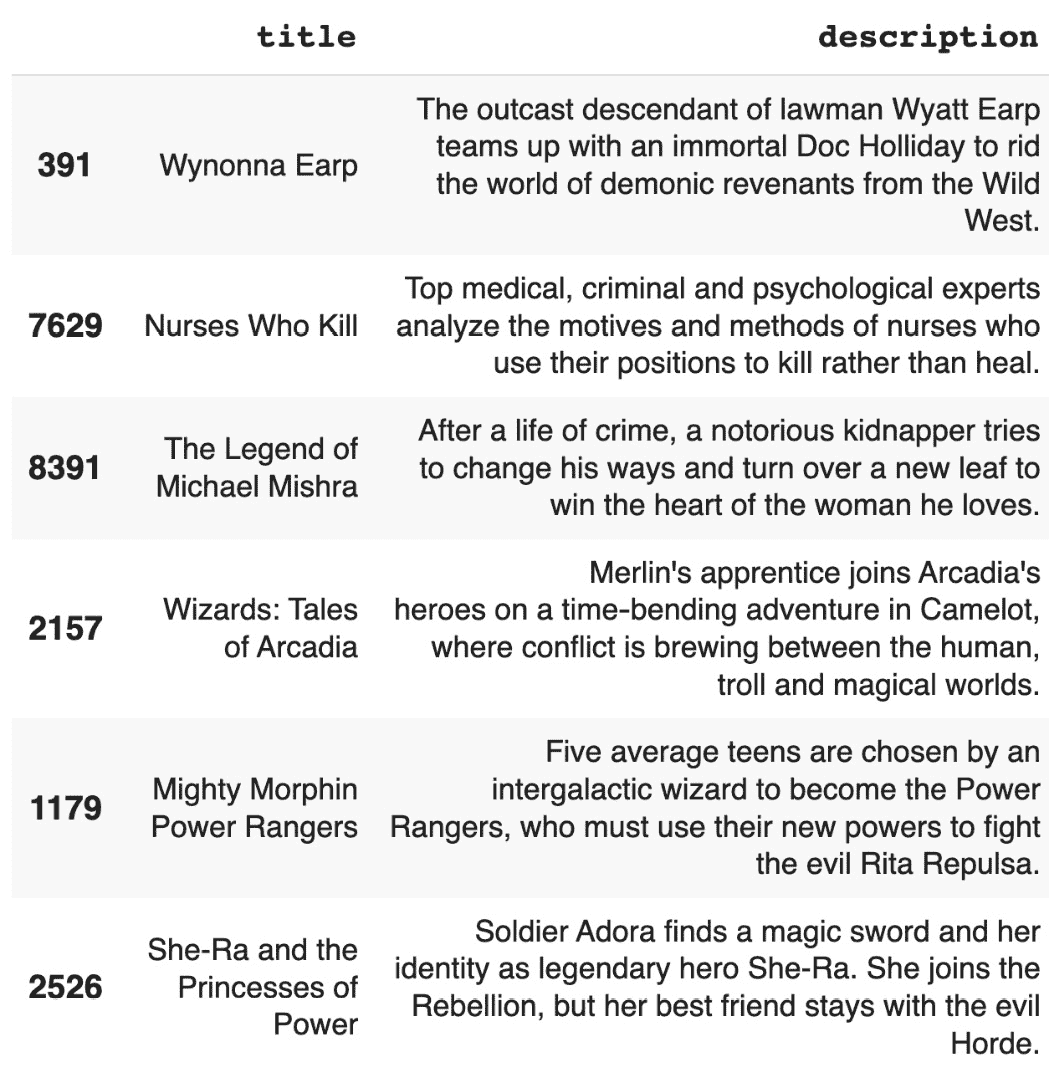 title description
391 Wynonna Earp The outcast descendant of lawman Wyatt Earp
teams up with an immortal Doc Holliday to rid
the world of demonic revenants from the Wild
West.
7629 Nurses Who Kill Top medical, criminal and psychological experts
analyze the motives and methods of nurses who
use their positions to kill rather than heal.
8391 The Legend of
Michael Mishra
After a life of crime, a notorious kidnapper tries
to change his ways and turn over a new leaf to
win the heart of the woman he loves.
2157 Wizards: Tales
of Arcadia
Merlin's apprentice joins Arcadia's
heroes on a time-bending adventure in Camelot,
where conflict is brewing between the human,
troll and magical worlds.
1179 Mighty Morphin
Power Rangers
Five average teens are chosen by an
intergalactic wizard to become the Power
Rangers, who must use their new powers to fight
the evil Rita Repulsa.
2526 She-Ra and the
Princesses of
Power
Soldier Adora finds a magic sword and her
identity as legendary hero She-Ra. She joins the
Rebellion, but her best friend stays with the evil
Horde.